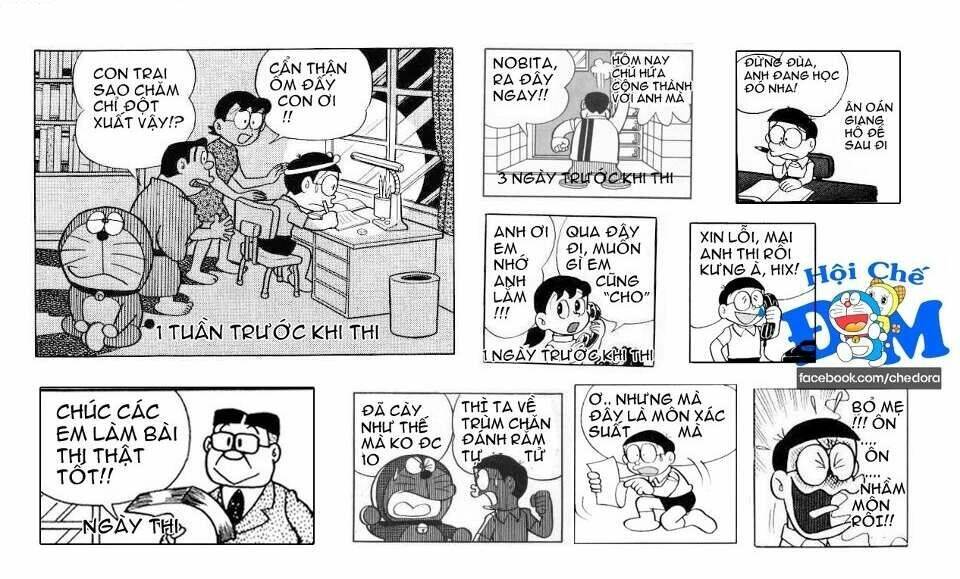 CON TRAI
SAO CHĂM
CHỈ ĐỘT
XUẤT VẬY!?
CẨN THẬN
ỐM ĐẤY
CON ƠI
!!
1 TUẦN TRƯỚC KHI THI
NOBITA,
RA ĐÂY
NGAY!!
HÔM NAY
CHÚ HỨA
CÔNG THÀNH
VỚI ANH MÀ
3 NGÀY TRƯỚC KHI THI
ĐỪNG ĐÙA,
ANH ĐANG HỌC
ĐÓ NHA!
ÂN OÁN
GIANG
HỒ ĐỂ
SAU ĐI
ANH ƠI
EM
NHỚ
ANH
LẮM
!!!
QUA ĐÂY
ĐI, MUỐN
GÌ EM
CŨNG
"CHO"
1 NGÀY TRƯỚC KHI THI
XIN LỖI, MAI
ANH THI RỒI
KƯNG À, HIX!
Hội Chế
ĐM
facebook.com/chedora
CHÚC CÁC
EM LÀM BÀI
THI THẬT
TỐT!!
NGÀY THI
ĐÃ CÀY
NHƯ THẾ
MÀ KO ĐC
10
THÌ TA VỀ
TRÙM CHĂN
ĐÁNH RẮM
TỰ TỬ
Ơ.. NHƯNG MÀ
ĐÂY LÀ MÔN XÁC
SUẤT MÀ
BỎ MẸ
!!! ÔN
....
ÔN
.....
NHẦM
MÔN
RỒI!!